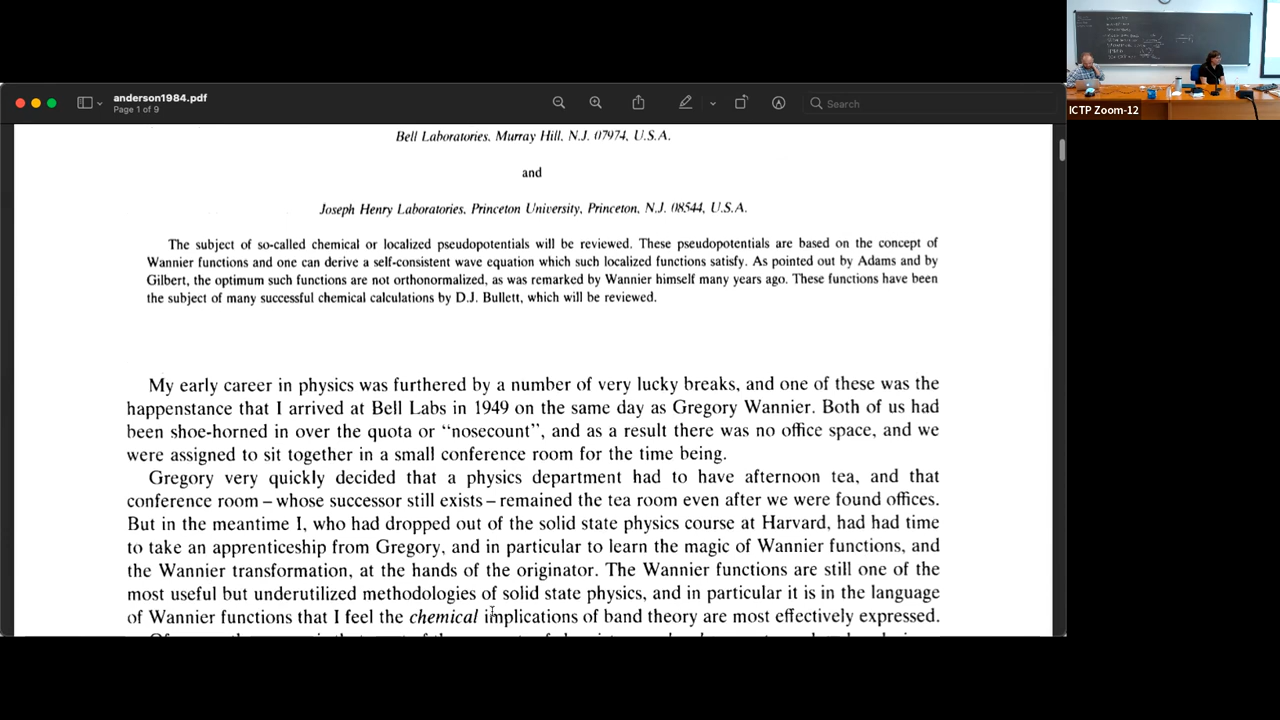 anderson1984.pdf
Page 1 of 9
Search
ICTP Zoom-12
Bell Laboratories, Murray Hill, N.J. 07974, U.S.A.
and
Joseph Henry Laboratories, Princeton University, Princeton, N.J. 08544, U.S.A.
The subject of so-called chemical or localized pseudopotentials will be reviewed. These pseudopotentials are based on the concept of
Wannier functions and one can derive a self-consistent wave equation which such localized functions satisfy. As pointed out by Adams and by
Gilbert, the optimum such functions are not orthonormalized, as was remarked by Wannier himself many years ago. These functions have been
the subject of many successful chemical calculations by D.J. Bullett, which will be reviewed.
My early career in physics was furthered by a number of very lucky breaks, and one of these was the
happenstance that I arrived at Bell Labs in 1949 on the same day as Gregory Wannier. Both of us had
been shoe-horned in over the quota or “nosecount”, and as a result there was no office space, and we
were assigned to sit together in a small conference room for the time being.
Gregory very quickly decided that a physics department had to have afternoon tea, and that
conference room – whose successor still exists – remained the tea room even after we were found offices.
But in the meantime I, who had dropped out of the solid state physics course at Harvard, had had time
to take an apprenticeship from Gregory, and in particular to learn the magic of Wannier functions, and
the Wannier transformation, at the hands of the originator. The Wannier functions are still one of the
most useful but underutilized methodologies of solid state physics, and in particular it is in the language
of Wannier functions that I feel the chemical implications of band theory are most effectively expressed.